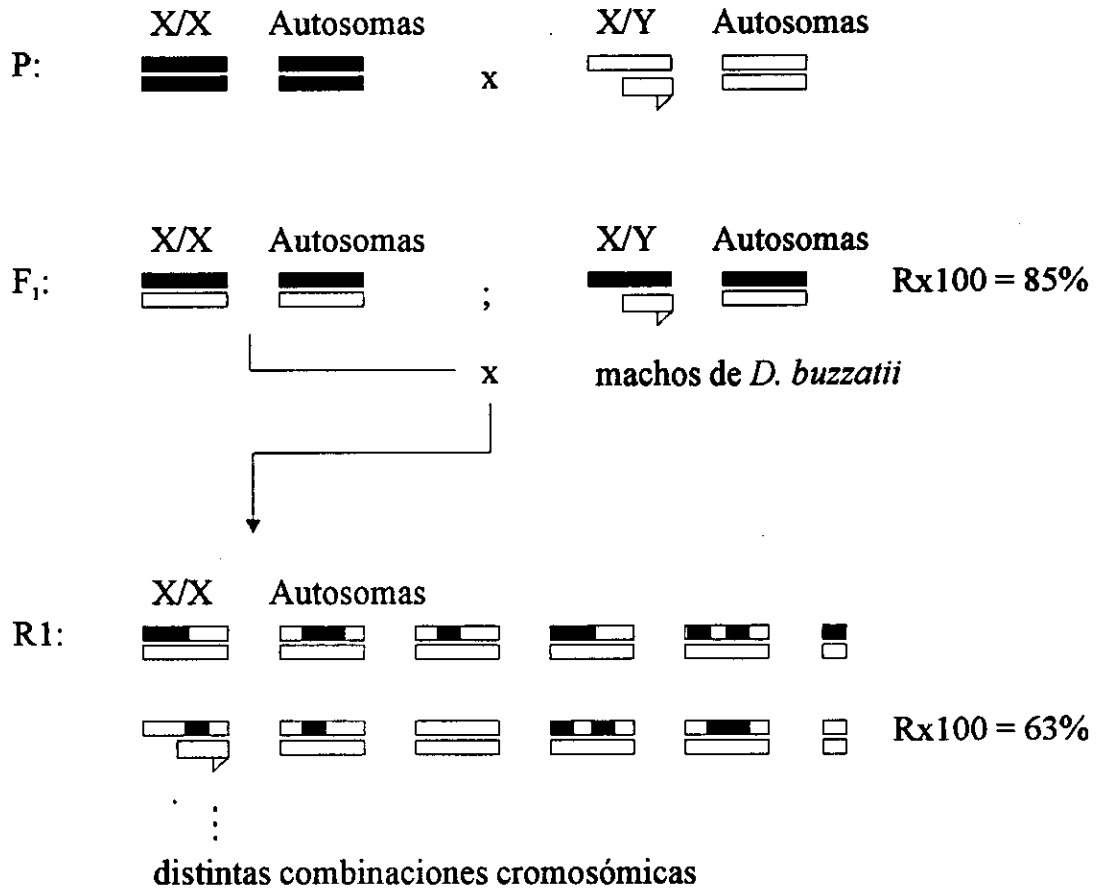 X/X Autosomas X/Y Autosomas
P: x
X/X Autosomas X/Y Autosomas
F₁: ; Rx100 = 85%
x machos de D. buzzatii
X/X Autosomas
R1:
Rx100 = 63%
distintas combinaciones cromosómicas